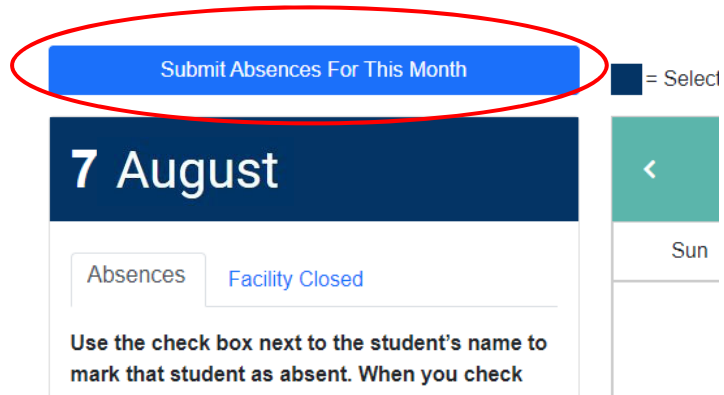 Submit Absences For This Month
= Select
7 August
Sun
Absences
Facility Closed
Use the check box next to the student’s name to
mark that student as absent. When you check